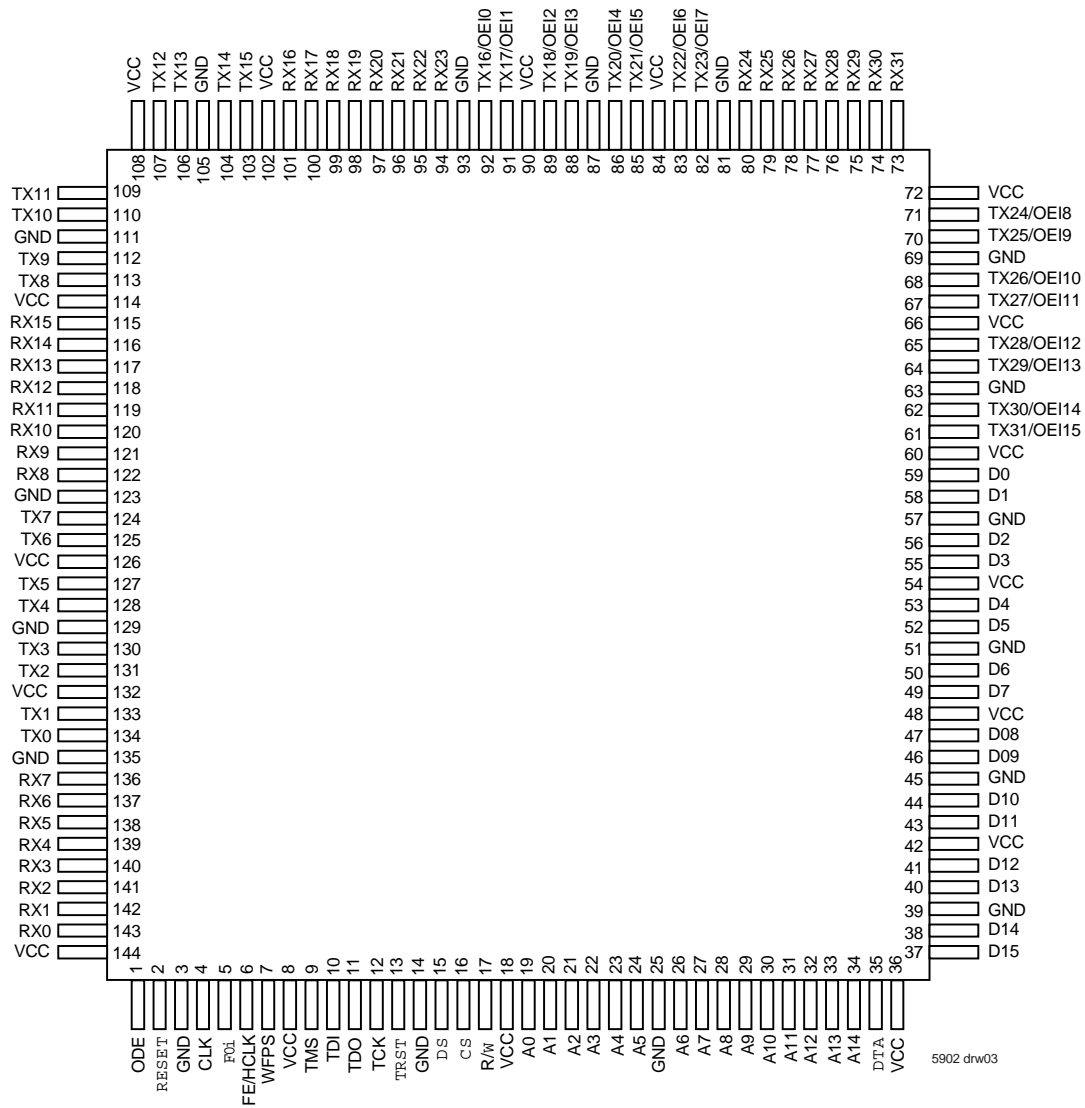 VCC TX12 TX13 GND TX14 TX15 VCC RX16 RX17 RX18 RX19 RX20 RX21 RX22 RX23 GND TX16/OEI0 TX17/OEI1 VCC TX18/OEI2 TX19/OEI3 GND TX20/OEI4 TX21/OEI5 VCC TX22/OEI6 TX23/OEI7 GND RX24 RX25 RX26 RX27 RX28 RX29 RX30 RX31
108 107 106 105 104 103 102 101 100 99 98 97 96 95 94 93 92 91 90 89 88 87 86 85 84 83 82 81 80 79 78 77 76 75 74 73
TX11 109 72 VCC
TX10 110 71 TX24/OEI8
GND 111 70 TX25/OEI9
TX9 112 69 GND
TX8 113 68 TX26/OEI10
VCC 114 67 TX27/OEI11
RX15 115 66 VCC
RX14 116 65 TX28/OEI12
RX13 117 64 TX29/OEI13
RX12 118 63 GND
RX11 119 62 TX30/OEI14
RX10 120 61 TX31/OEI15
RX9 121 60 VCC
RX8 122 59 D0
GND 123 58 D1
TX7 124 57 GND
TX6 125 56 D2
VCC 126 55 D3
TX5 127 54 VCC
TX4 128 53 D4
GND 129 52 D5
TX3 130 51 GND
TX2 131 50 D6
VCC 132 49 D7
TX1 133 48 VCC
TX0 134 47 D08
GND 135 46 D09
RX7 136 45 GND
RX6 137 44 D10
RX5 138 43 D11
RX4 139 42 VCC
RX3 140 41 D12
RX2 141 40 D13
RX1 142 39 GND
RX0 143 38 D14
VCC 144 37 D15
1 2 3 4 5 6 7 8 9 10 11 12 13 14 15 16 17 18 19 20 21 22 23 24 25 26 27 28 29 30 31 32 33 34 35 36
ODE RESET GND CLK F0i FE/HCLK WFPS VCC TMS TDI TDO TCK TRST GND DS CS R/W VCC A0 A1 A2 A3 A4 A5 GND A6 A7 A8 A9 A10 A11 A12 A13 A14 DTA VCC
5902 drw03